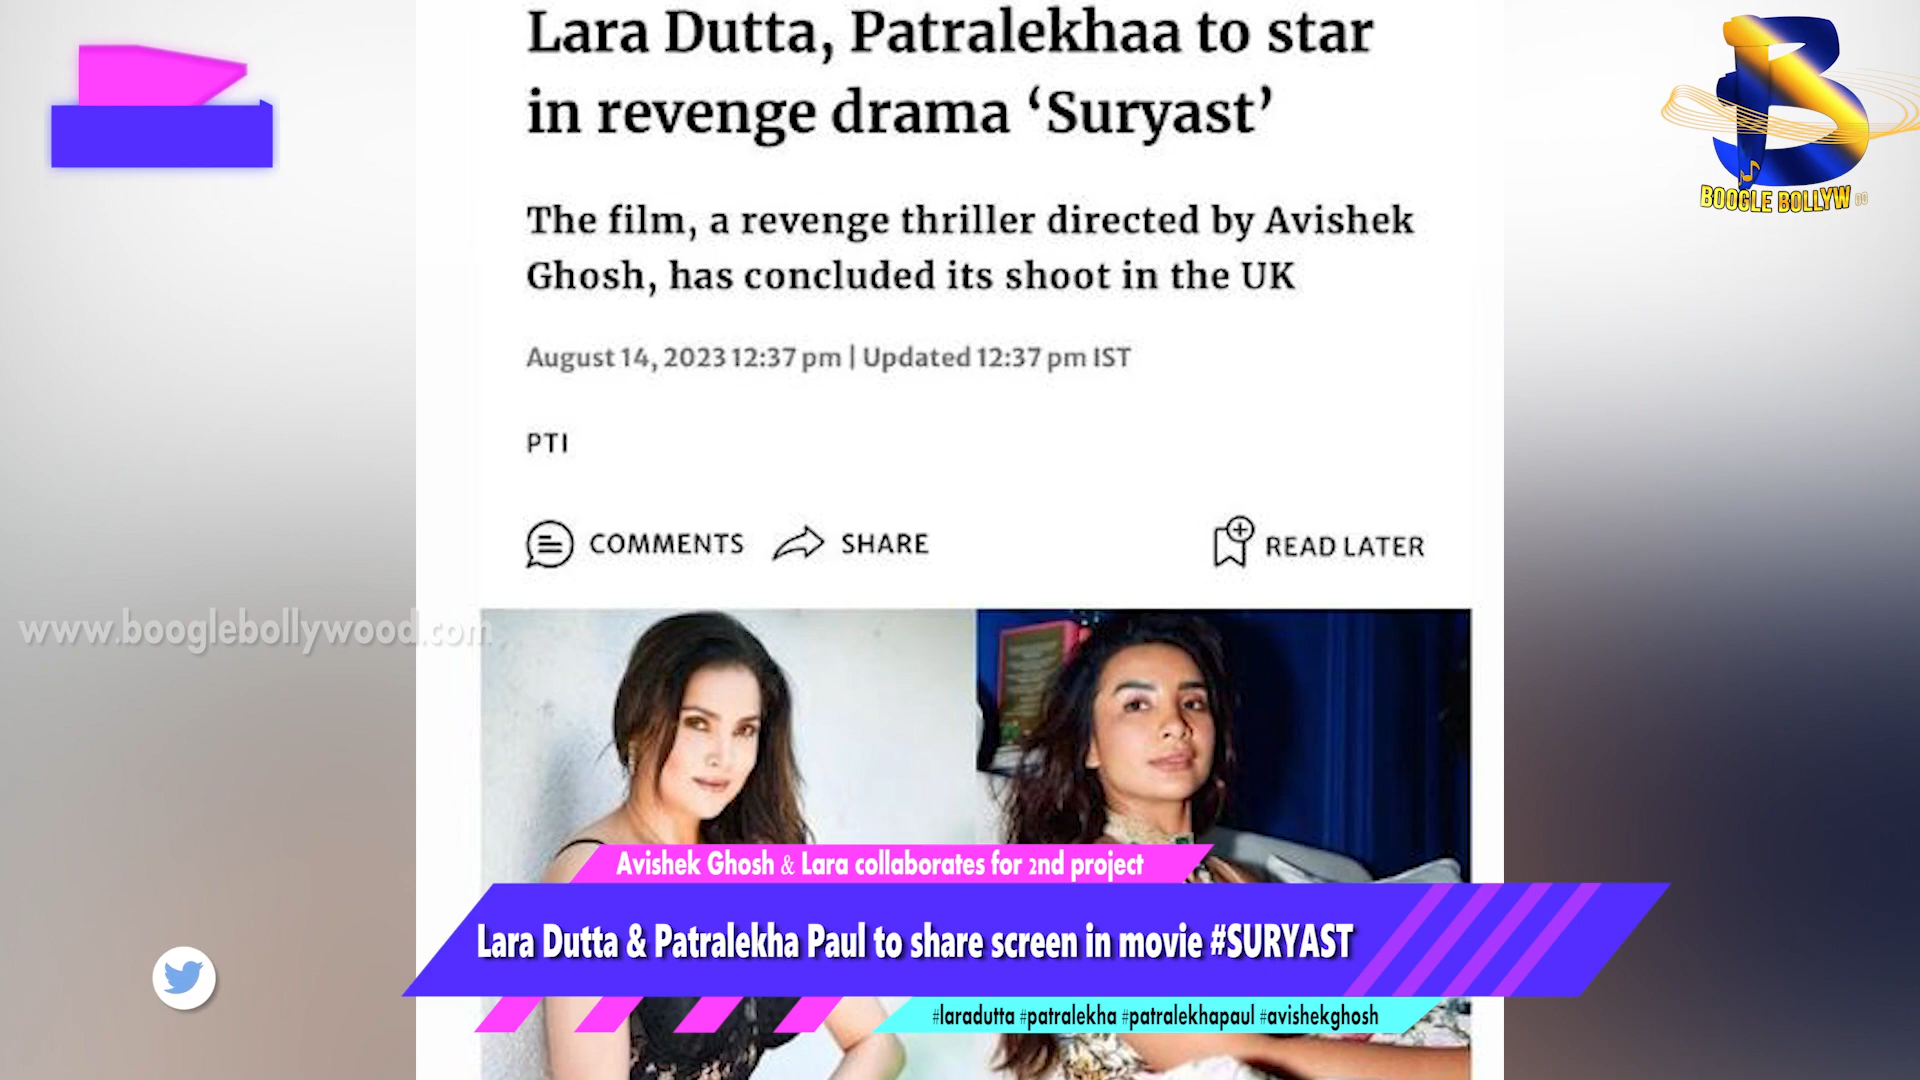 Lara Dutta, Patralekhaa to star
in revenge drama ‘Suryast’
BOOGLE BOLLYW
The film, a revenge thriller directed by Avishek
Ghosh, has concluded its shoot in the UK
August 14, 2023 12:37 pm | Updated 12:37 pm IST
PTI
COMMENTS SHARE READ LATER
www.booglebollywood.com
Avishek Ghosh & Lara collaborates for 2nd project
Lara Dutta & Patralekha Paul to share screen in movie #SURYAST
#laradutta #patralekha #patralekhapaul #avishekghosh